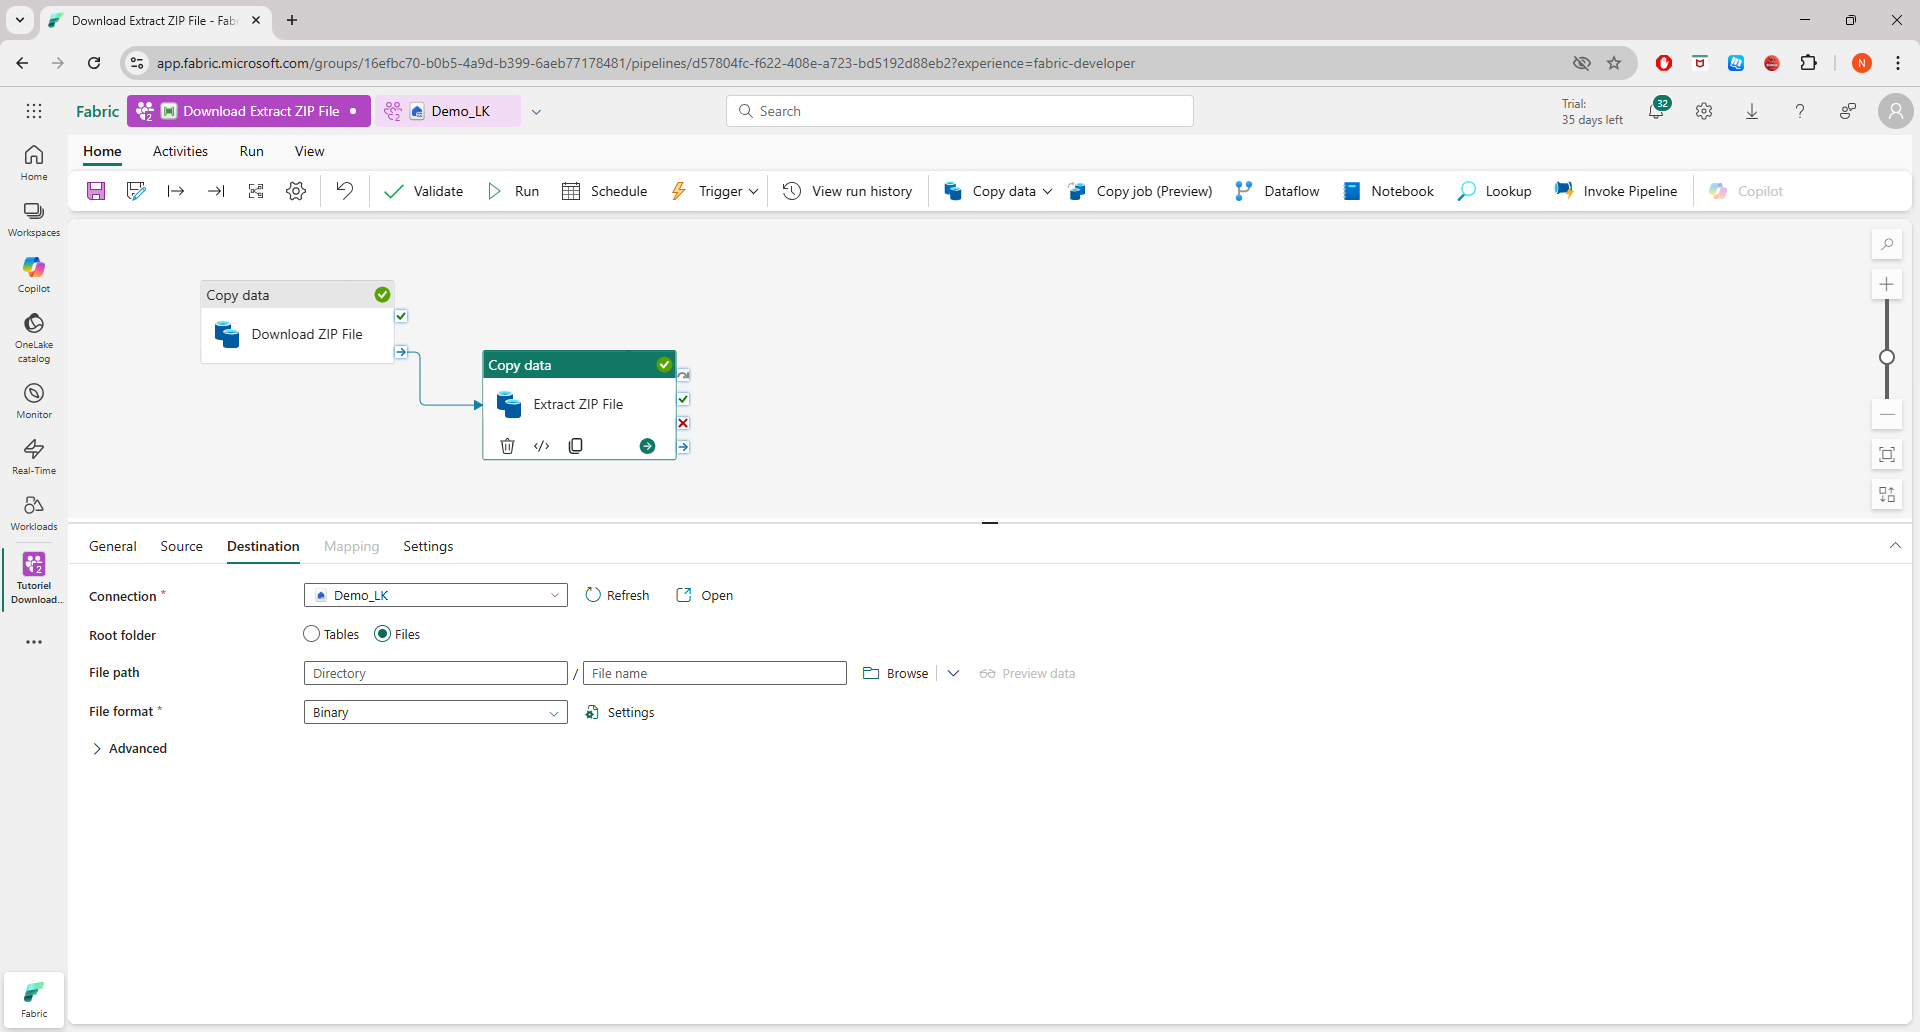 Download Extract ZIP File - Fab
app.fabric.microsoft.com/groups/16efbc70-b0b5-4a9d-b399-6aeb77178481/pipelines/d57804fc-f622-408e-a723-bd5192d88eb2?experience=fabric-developer
N
Fabric
2
Download Extract ZIP File
2
Demo_LK
Search
Trial:
35 days left
32
Home
Activities
Run
View
Validate
Run
Schedule
Trigger
View run history
Copy data
Copy job (Preview)
Dataflow
Notebook
Lookup
Invoke Pipeline
Copilot
Home
Workspaces
Copilot
OneLake
catalog
Monitor
Real-Time
Workloads
2
Tutoriel
Download...
Fabric
Copy data
Download ZIP File
Copy data
Extract ZIP File
General
Source
Destination
Mapping
Settings
Connection *
Demo_LK
Refresh
Open
Root folder
Tables
Files
File path
Directory
/
File name
Browse
Preview data
File format *
Binary
Settings
Advanced